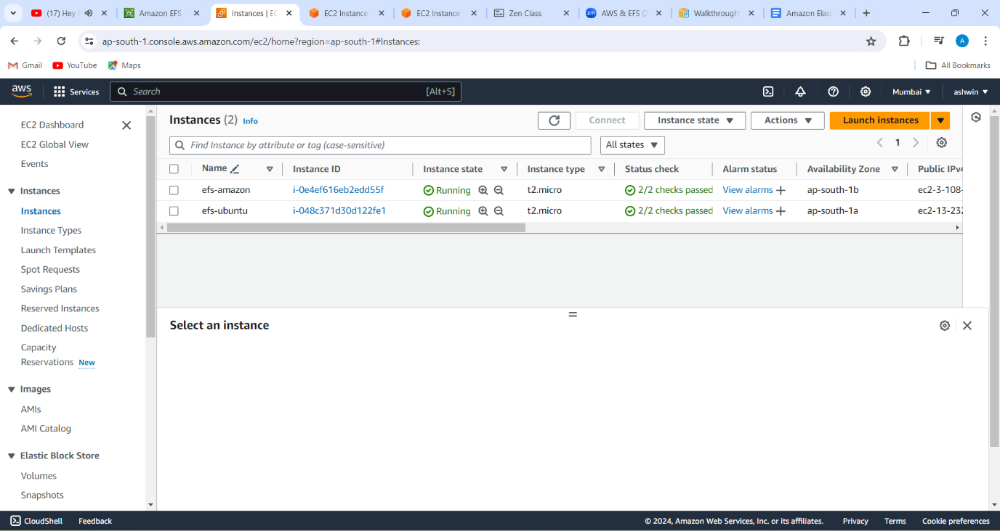 (17) Hey
Amazon EFS
Instances | EC
EC2 Instance
EC2 Instance
Zen Class
AWS & EFS (2
Walkthrough:
Amazon Elas
ap-south-1.console.aws.amazon.com/ec2/home?region=ap-south-1#Instances:
A
Gmail
YouTube
Maps
All Bookmarks
aws
Services
Search
[Alt+S]
Mumbai
ashwin
EC2 Dashboard
EC2 Global View
Events
Instances
Instances
Instance Types
Launch Templates
Spot Requests
Savings Plans
Reserved Instances
Dedicated Hosts
Capacity
Reservations New
Images
AMIs
AMI Catalog
Elastic Block Store
Volumes
Snapshots
Instances (2) Info
Connect
Instance state
Actions
Launch instances
Find Instance by attribute or tag (case-sensitive)
All states
1
Name Instance ID Instance state Instance type Status check Alarm status Availability Zone Public IPv4
efs-amazon i-0e4ef616eb2edd55f Running t2.micro 2/2 checks passed View alarms ap-south-1b ec2-3-108-
efs-ubuntu i-048c371d30d122fe1 Running t2.micro 2/2 checks passed View alarms ap-south-1a ec2-13-232
Select an instance
CloudShell Feedback
© 2024, Amazon Web Services, Inc. or its affiliates. Privacy Terms Cookie preferences